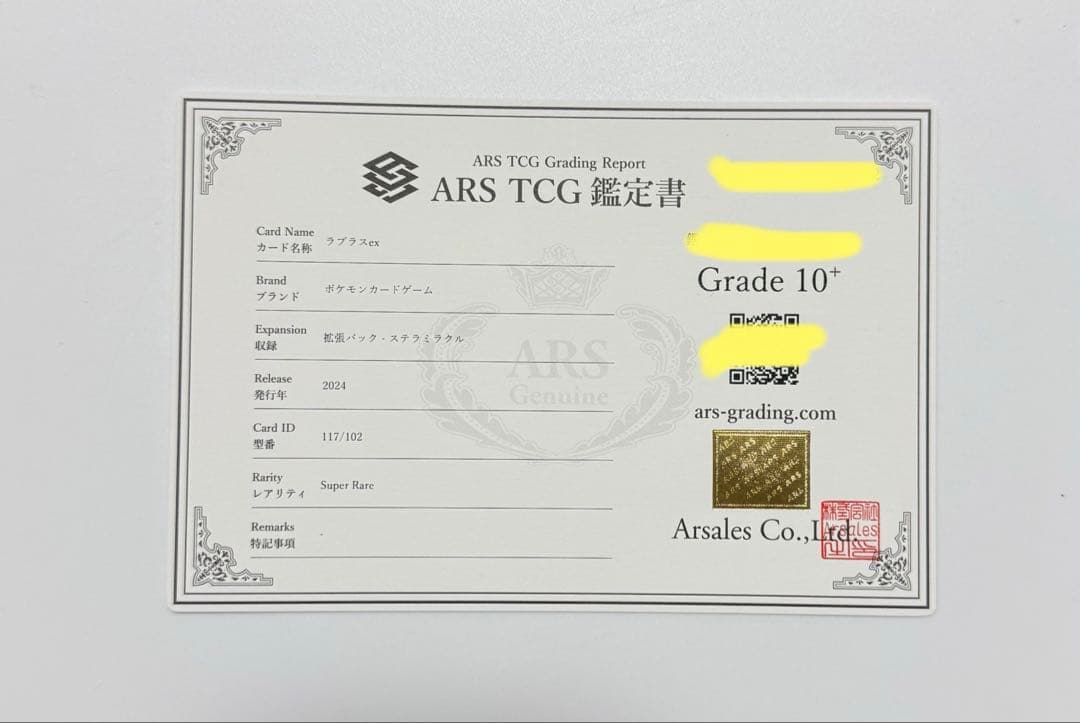 ARS TCG Grading Report
ARS TCG 鑑定書
Card Name
カード名称 ラプラスex
Brand
ブランド ポケモンカードゲーム
Expansion
収録 拡張パック - ステラミラクル
Release
発行年 2024
Card ID
型番 117/102
Rarity
レアリティ Super Rare
Remarks
特記事項 -
ARS
Genuine
Grade 10+
ars-grading.com
Arsales Co.,Ltd.